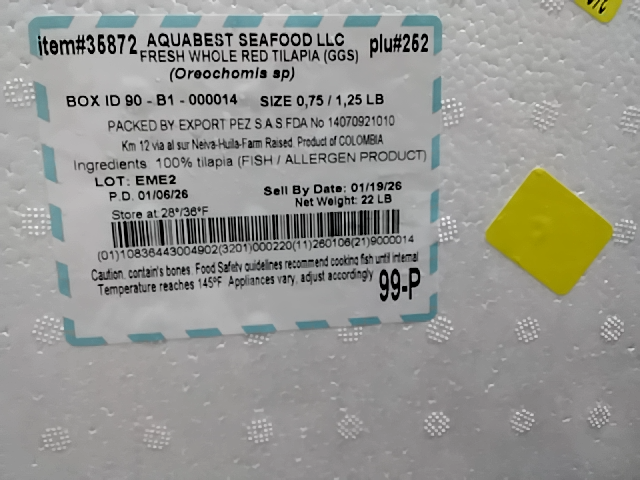 item#35872 AQUABEST SEAFOOD LLC plu#252
FRESH WHOLE RED TILAPIA (GGS)
(Oreochomis sp)
BOX ID 90 - B1 - 000014 SIZE 0,75 / 1,25 LB
PACKED BY EXPORT PEZ S.A.S FDA No 14070921010
Km 12 via al sur Neiva-Huila-Farm Raised. Product of COLOMBIA
Ingredients: 100% tilapia (FISH / ALLERGEN PRODUCT)
LOT: EME2
P.D. 01/06/26
Sell By Date: 01/19/26
Net Weight: 22 LB
Store at 28°/36°F
(01)10836443004902(3201)000220(11)260106(21)9000014
Caution: contain's bones. Food Safety guidelines recommend cooking fish until internal
Temperature reaches 145°F Appliances vary, adjust accordingly
99-P